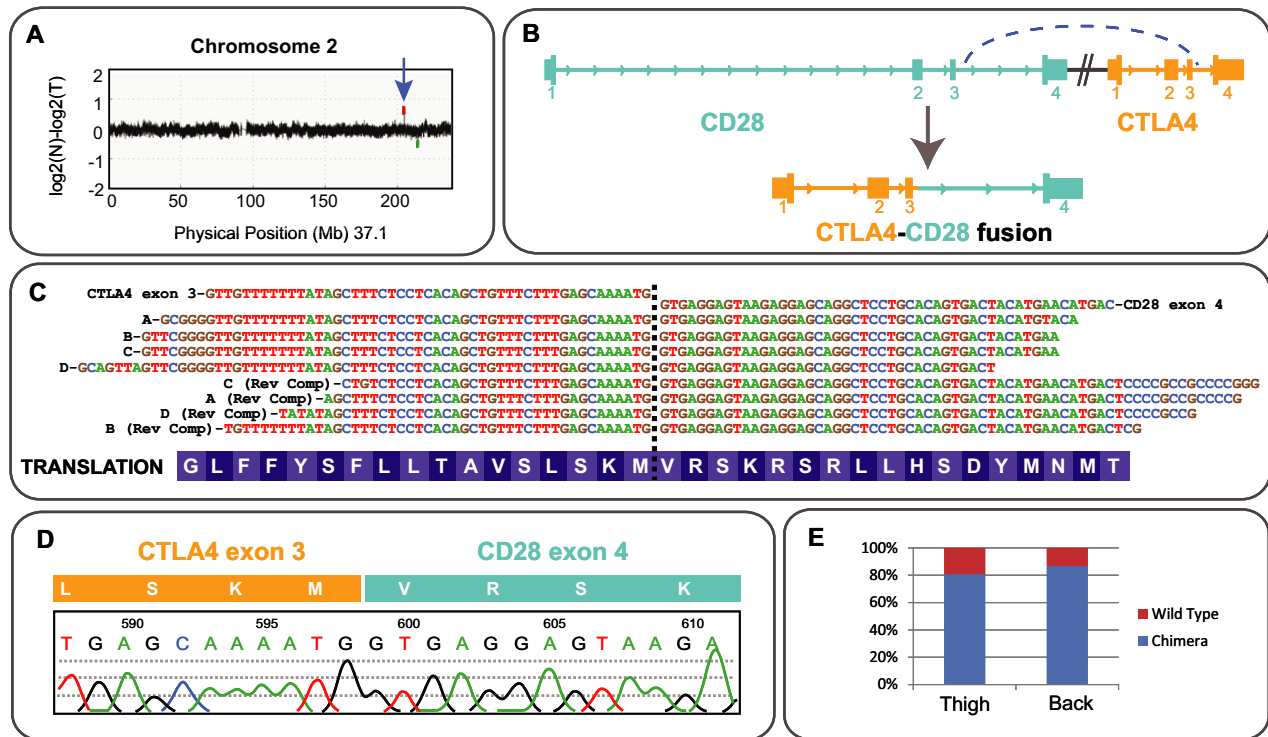 A
Chromosome 2
log2(N)-log2(T)
2
1
0
-1
-2
0 50 100 150 200
Physical Position (Mb) 37.1
B
1 2 3 4 1 2 3 4
CD28 CTLA4
1 2 3 4
CTLA4-CD28 fusion
C
CTLA4 exon 3-GTTGTTTTTTTATAGCTTTCTCCTCACAGCTGTTTCTTTGAGCAAAATG
GTGAGGAGTAAGAGGAGCAGGCTCCTGCACAGTGACTACATGAACATGAC-CD28 exon 4
A-GCGGGGTTGTTTTTTTATAGCTTTCTCCTCACAGCTGTTTCTTTGAGCAAAATG GTGAGGAGTAAGAGGAGCAGGCTCCTGCACAGTGACTACATGTACA
B-GTTCGGGGTTGTTTTTTTATAGCTTTCTCCTCACAGCTGTTTCTTTGAGCAAAATG GTGAGGAGTAAGAGGAGCAGGCTCCTGCACAGTGACTACATGAA
C-GTTCGGGGTTGTTTTTTTATAGCTTTCTCCTCACAGCTGTTTCTTTGAGCAAAATG GTGAGGAGTAAGAGGAGCAGGCTCCTGCACAGTGACTACATGAA
D-GCAGTTAGTTCGGGGTTGTTTTTTTATAGCTTTCTCCTCACAGCTGTTTCTTTGAGCAAAATG GTGAGGAGTAAGAGGAGCAGGCTCCTGCACAGTGACT
C (Rev Comp)-CTGTCTCCTCACAGCTGTTTCTTTGAGCAAAATG GTGAGGAGTAAGAGGAGCAGGCTCCTGCACAGTGACTACATGAACATGACTCCCCGCCGCCCCGGG
A (Rev Comp)-AGCTTTCTCCTCACAGCTGTTTCTTTGAGCAAAATG GTGAGGAGTAAGAGGAGCAGGCTCCTGCACAGTGACTACATGAACATGACTCCCCGCCGCCCCG
D (Rev Comp)-TATATAGCTTTCTCCTCACAGCTGTTTCTTTGAGCAAAATG GTGAGGAGTAAGAGGAGCAGGCTCCTGCACAGTGACTACATGAACATGACTCCCCGCCG
B (Rev Comp)-TGTTTTTTTATAGCTTTCTCCTCACAGCTGTTTCTTTGAGCAAAATG GTGAGGAGTAAGAGGAGCAGGCTCCTGCACAGTGACTACATGAACATGACTCG
TRANSLATION G L F F Y S F L L T A V S L S K M V R S K R S R L L H S D Y M N M T
D
CTLA4 exon 3 CD28 exon 4
L S K M V R S K
590 595 600 605 610
T G A G C A A A A T G G T G A G G A G T A A G A
E
100%
80%
60%
40%
20%
0%
Thigh Back
Wild Type
Chimera